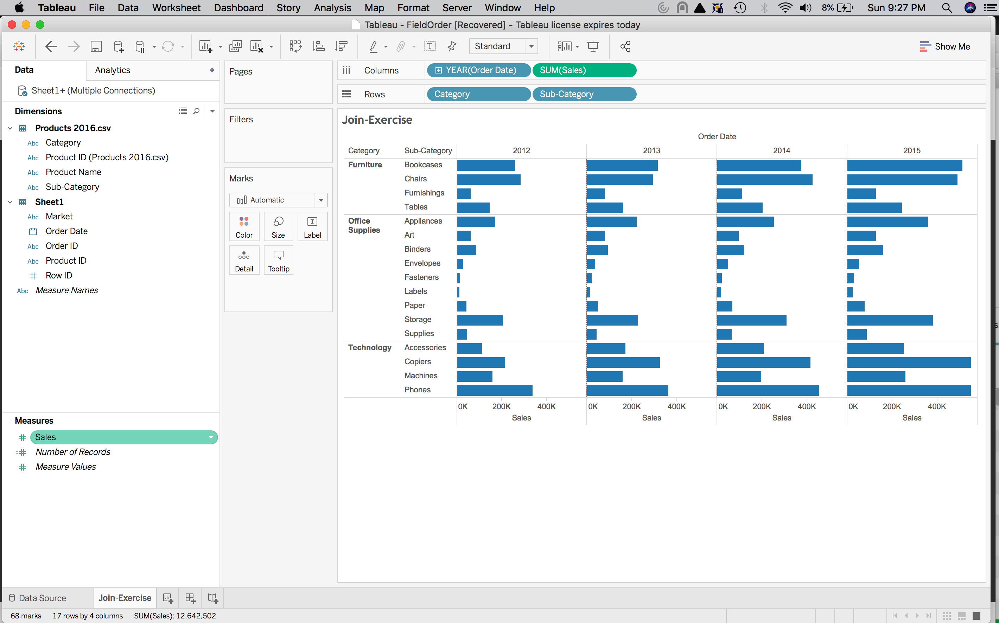 Tableau File Data Worksheet Dashboard Story Analysis Map Format Server Window Help 8% Sun 9:27 PM
Tableau - FieldOrder [Recovered] - Tableau license expires today
Standard Show Me
Data Analytics
Sheet1+ (Multiple Connections)
Dimensions
Products 2016.csv
Abc Category
Abc Product ID (Products 2016.csv)
Abc Product Name
Abc Sub-Category
Sheet1
Abc Market
Order Date
Abc Order ID
Abc Product ID
# Row ID
Abc Measure Names
Measures
# Sales
=# Number of Records
# Measure Values
Pages
Filters
Marks
Automatic
Color Size T Label
Detail Tooltip
Columns YEAR(Order Date) SUM(Sales)
Rows Category Sub-Category
Join-Exercise
Order Date
Category Sub-Category 2012 2013 2014 2015
Furniture Bookcases
Chairs
Furnishings
Tables
Office Supplies Appliances
Art
Binders
Envelopes
Fasteners
Labels
Paper
Storage
Supplies
Technology Accessories
Copiers
Machines
Phones
0K 200K 400K 0K 200K 400K 0K 200K 400K 0K 200K 400K
Sales Sales Sales Sales
Data Source Join-Exercise
68 marks 17 rows by 4 columns SUM(Sales): 12,642,502